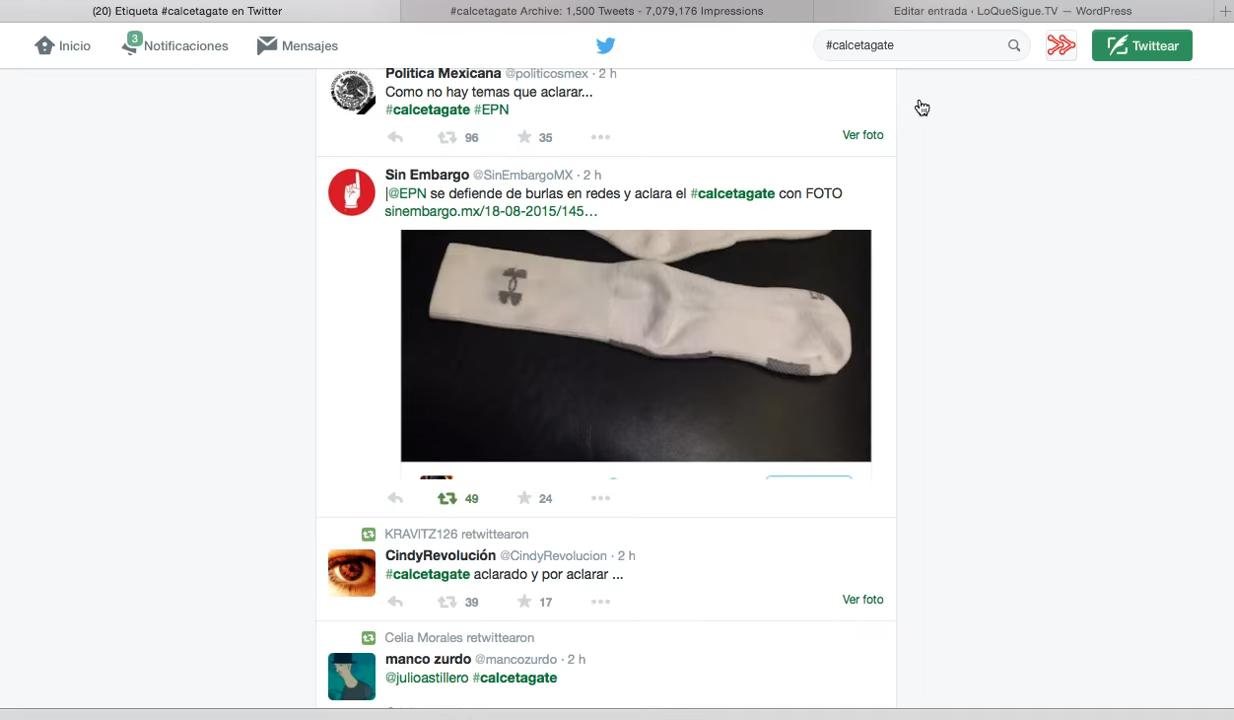 (20) Etiqueta #calcetagate en Twitter
#calcetagate Archive: 1,500 Tweets - 7,079,176 Impressions
Editar entrada ‹ LoQueSigue.TV — WordPress
Inicio
3
Notificaciones
Mensajes
#calcetagate
Twittear
Política Mexicana @politicosmex · 2 h
Como no hay temas que aclarar...
#calcetagate #EPN
96
35
Ver foto
Sin Embargo @SinEmbargoMX · 2 h
|@EPN se defiende de burlas en redes y aclara el #calcetagate con FOTO
sinembargo.mx/18-08-2015/145…
49
24
KRAVITZ126 retwittearon
CindyRevolución @CindyRevolucion · 2 h
#calcetagate aclarado y por aclarar ...
39
17
Ver foto
Celia Morales retwittearon
manco zurdo @mancozurdo · 2 h
@julioastillero #calcetagate